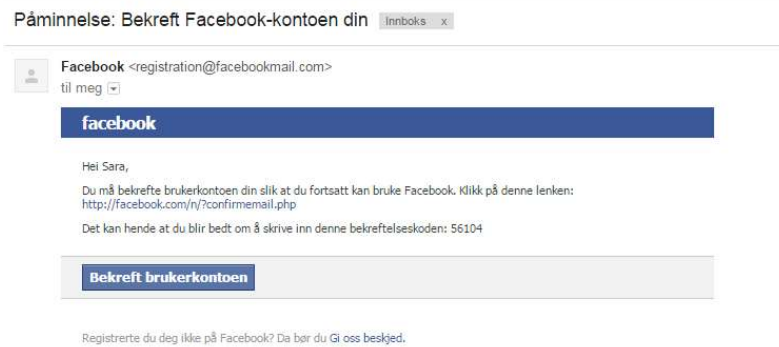 Påminnelse: Bekreft Facebook-kontoen din Innboks x
Facebook <registration@facebookmail.com>
til meg
facebook
Hei Sara,
Du må bekrefte brukerkontoen din slik at du fortsatt kan bruke Facebook. Klikk på denne lenken:
http://facebook.com/n/?confirmemail.php
Det kan hende at du blir bedt om å skrive inn denne bekreftelseskoden: 56104
Bekreft brukerkontoen
Registrerte du deg ikke på Facebook? Da bør du Gi oss beskjed.